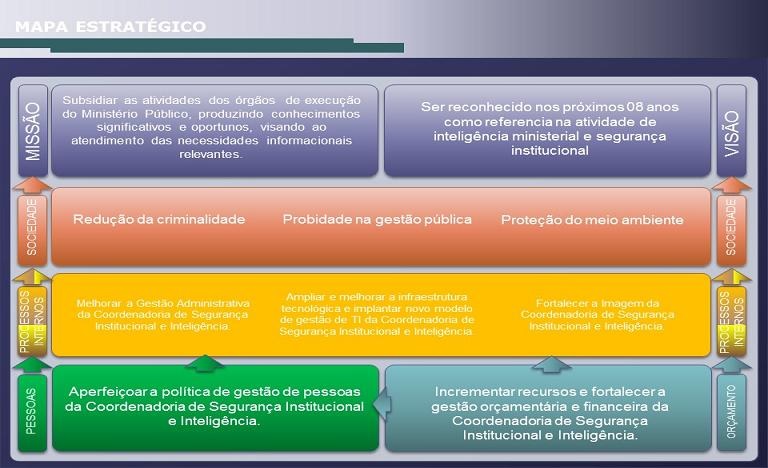 MAPA ESTRATÉGICO
MISSÃO
Subsidiar as atividades dos órgãos de execução
do Ministério Público, produzindo conhecimentos
significativos e oportunos, visando ao
atendimento das necessidades informacionais
relevantes.
Ser reconhecido nos próximos 08 anos
como referencia na atividade de
inteligência ministerial e segurança
institucional
VISÃO
SOCIEDADE
Redução da criminalidade
Probidade na gestão pública
Proteção do meio ambiente
SOCIEDADE
PROCESSOS
INTERNOS
Melhorar a Gestão Administrativa
da Coordenadoria de Segurança
Institucional e Inteligência.
Ampliar e melhorar a infraestrutura
tecnológica e implantar novo modelo
de gestão de TI da Coordenadoria de
Segurança Institucional e Inteligência.
Fortalecer a Imagem da
Coordenadoria de Segurança
Institucional e Inteligência.
PROCESSOS
INTERNOS
PESSOAS
Aperfeiçoar a política de gestão de pessoas
da Coordenadoria de Segurança Institucional
e Inteligência.
Incrementar recursos e fortalecer a
gestão orçamentária e financeira da
Coordenadoria de Segurança
Institucional e Inteligência.
ORÇAMENTO